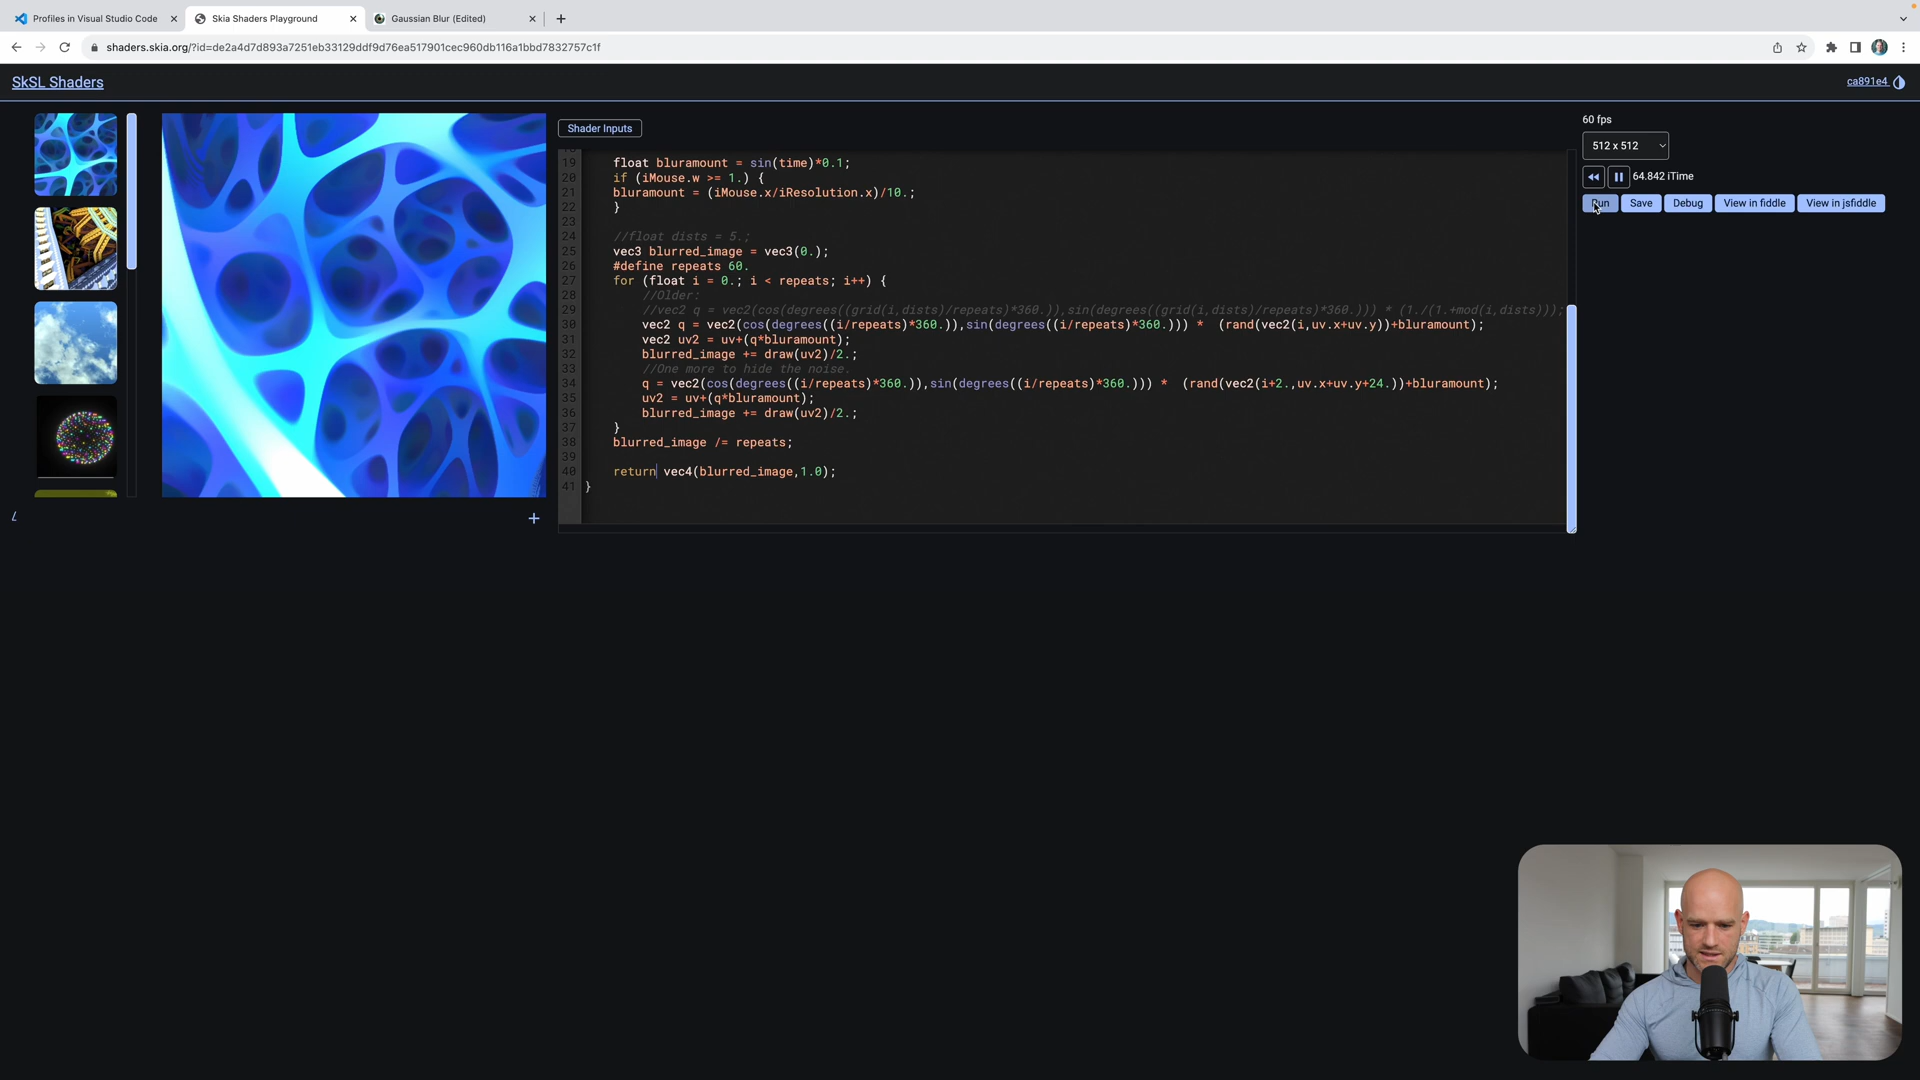 Profiles in Visual Studio Code
Skia Shaders Playground
Gaussian Blur (Edited)
shaders.skia.org/?id=de2a4d7d893a7251eb33129ddf9d76ea517901cec960db116a1bbd7832757c1f
SkSL Shaders
ca891e4
Shader Inputs
19 float bluramount = sin(time)*0.1;
20 if (iMouse.w >= 1.) {
21 bluramount = (iMouse.x/iResolution.x)/10.;
22 }
23
24 //float dists = 5.;
25 vec3 blurred_image = vec3(0.);
26 #define repeats 60.
27 for (float i = 0.; i < repeats; i++) {
28 //Older:
29 //vec2 q = vec2(cos(degrees((grid(i,dists)/repeats)*360.)),sin(degrees((grid(i,dists)/repeats)*360.))) * (1./(1.+mod(i,dists)));
30 vec2 q = vec2(cos(degrees((i/repeats)*360.)),sin(degrees((i/repeats)*360.))) * (rand(vec2(i,uv.x+uv.y))+bluramount);
31 vec2 uv2 = uv+(q*bluramount);
32 blurred_image += draw(uv2)/2.;
33 //One more to hide the noise.
34 q = vec2(cos(degrees((i/repeats)*360.)),sin(degrees((i/repeats)*360.))) * (rand(vec2(i+2.,uv.x+uv.y+24.))+bluramount);
35 uv2 = uv+(q*bluramount);
36 blurred_image += draw(uv2)/2.;
37 }
38 blurred_image /= repeats;
39
40 return vec4(blurred_image,1.0);
41 }
60 fps
512 x 512
64.842 iTime
Run Save Debug View in fiddle View in jsfiddle